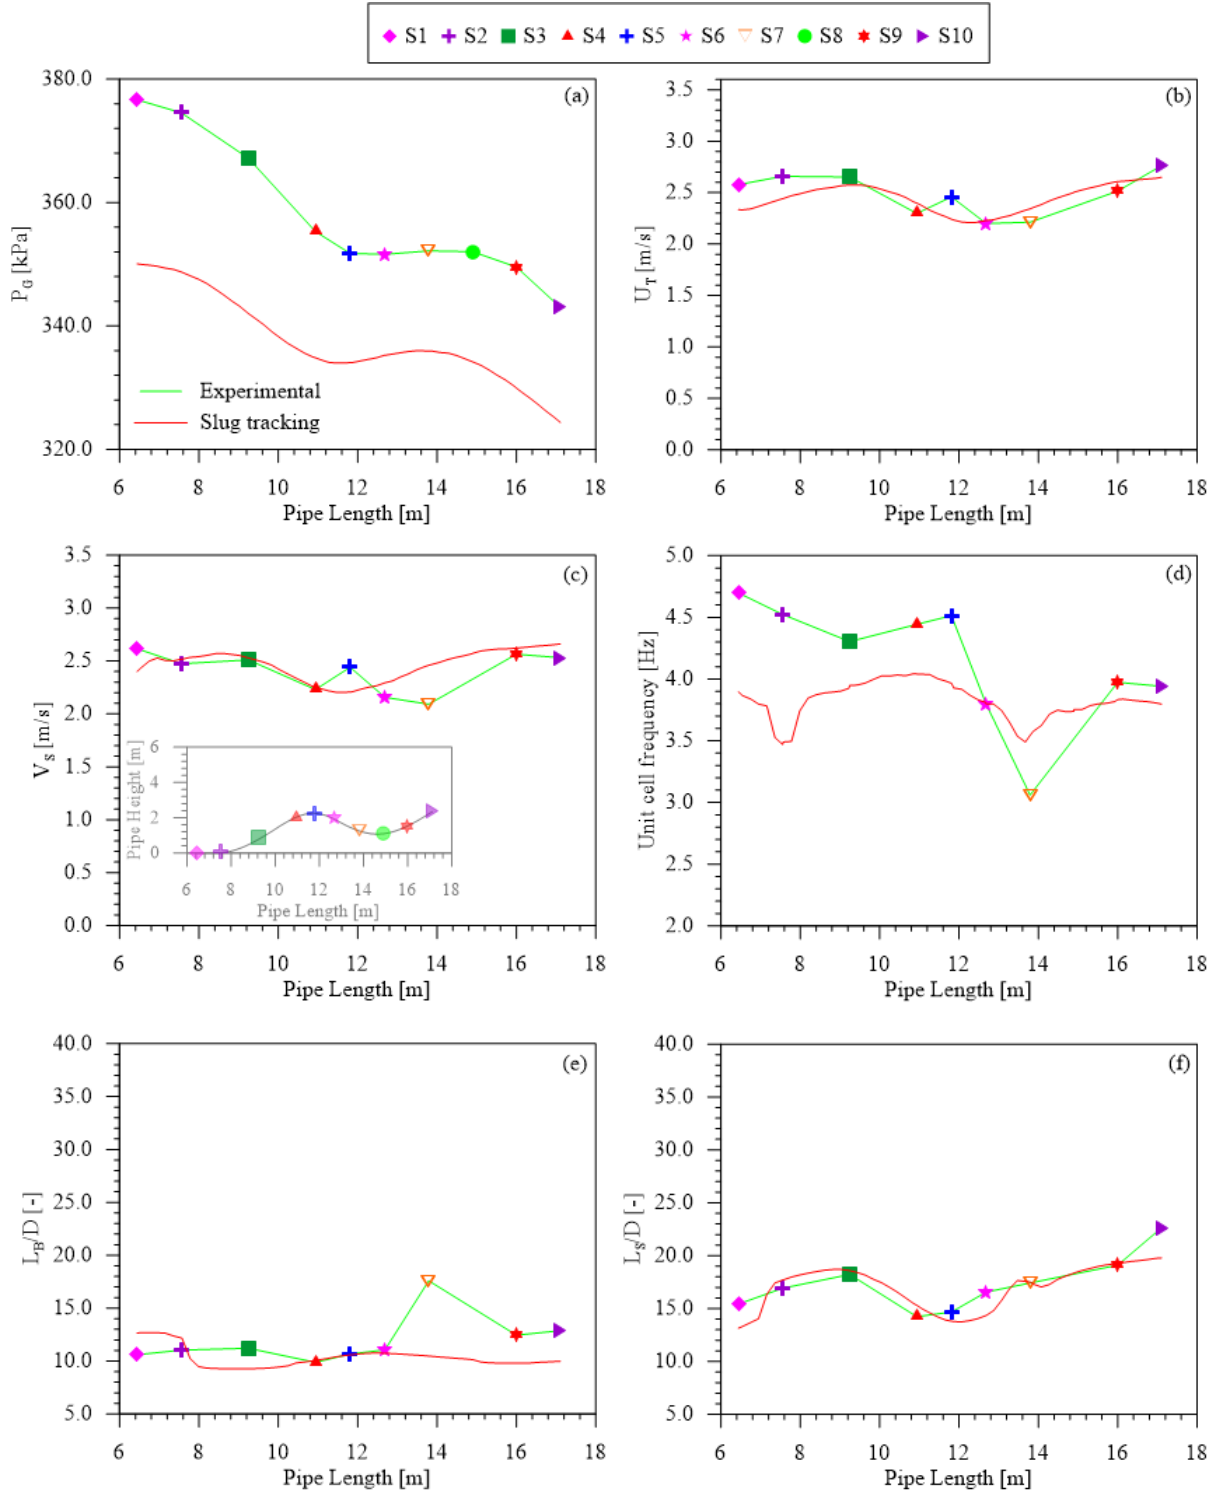 S1 S2 S3 S4 S5 S6 S7 S8 S9 S10
380.0
360.0
340.0
320.0
P_G [kPa]
(a)
Experimental
Slug tracking
6 8 10 12 14 16 18
Pipe Length [m]
3.5
3.0
2.5
2.0
1.5
1.0
0.5
0.0
U_T [m/s]
(b)
6 8 10 12 14 16 18
Pipe Length [m]
3.5
3.0
2.5
2.0
1.5
1.0
0.5
0.0
V_S [m/s]
(c)
6
4
2
0
Pipe Height [m]
6 8 10 12 14 16 18
Pipe Length [m]
6 8 10 12 14 16 18
Pipe Length [m]
5.0
4.5
4.0
3.5
3.0
2.5
2.0
Unit cell frequency [Hz]
(d)
6 8 10 12 14 16 18
Pipe Length [m]
40.0
35.0
30.0
25.0
20.0
15.0
10.0
5.0
L_B/D [-]
(e)
6 8 10 12 14 16 18
Pipe Length [m]
40.0
35.0
30.0
25.0
20.0
15.0
10.0
5.0
L_S/D [-]
(f)
6 8 10 12 14 16 18
Pipe Length [m]